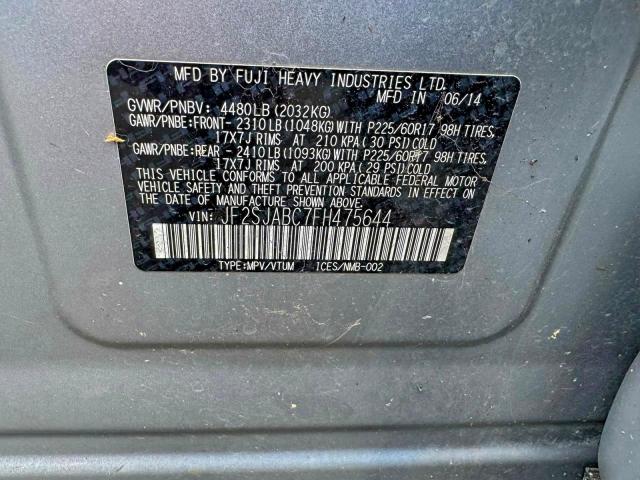 MFD BY FUJI HEAVY INDUSTRIES LTD.
MFD IN 06/14
GVWR/PNBV: 4480LB (2032KG)
GAWR/PNBE:FRONT- 2310LB (1048KG) WITH P225/60R17 98H TIRES,
17X7J RIMS AT 210 KPA (30 PSI) COLD
GAWR/PNBE:REAR - 2410LB (1093KG) WITH P225/60R17 98H TIRES,
17X7J RIMS AT 200 KPA (29 PSI) COLD
THIS VEHICLE CONFORMS TO ALL APPLICABLE FEDERAL MOTOR
VEHICLE SAFETY AND THEFT PREVENTION STANDARDS IN EFFECT ON
THE DATE OF MANUFACTURE SHOWN ABOVE.
VIN: JF2SJABC7FH475644
TYPE:MPV/VTUM ICES/NMB-002